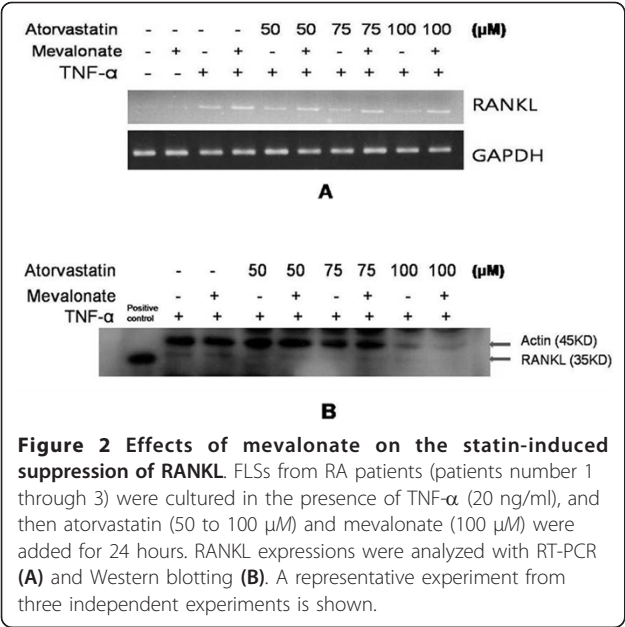 Atorvastatin - - - - 50 50 75 75 100 100 (µM)
Mevalonate - + - + - + - + - +
TNF-α - - + + + + + + + +
RANKL
GAPDH
A
Atorvastatin - - 50 50 75 75 100 100 (µM)
Mevalonate - + - + - + - +
TNF-α Positive control + + + + + + + +
Actin (45KD)
RANKL (35KD)
B
Figure 2 Effects of mevalonate on the statin-induced
suppression of RANKL. FLSs from RA patients (patients number 1
through 3) were cultured in the presence of TNF-α (20 ng/ml), and
then atorvastatin (50 to 100 µM) and mevalonate (100 µM) were
added for 24 hours. RANKL expressions were analyzed with RT-PCR
(A) and Western blotting (B). A representative experiment from
three independent experiments is shown.